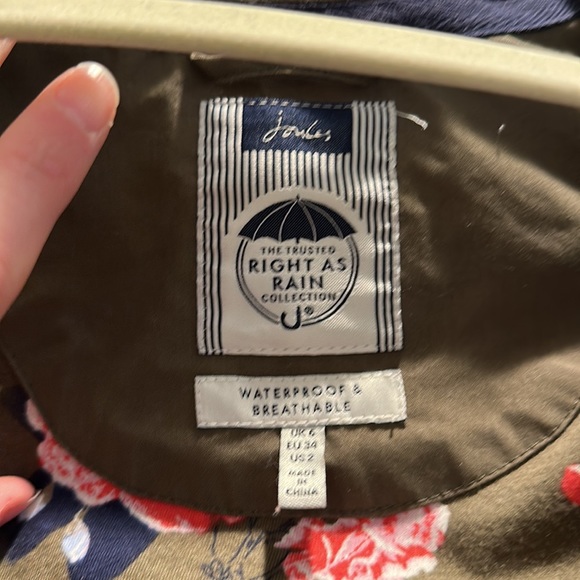 Joules
THE TRUSTED
RIGHT AS
RAIN
COLLECTION
®
WATERPROOF &
BREATHABLE
UK 6
EU 34
US 2
MADE
IN
CHINA